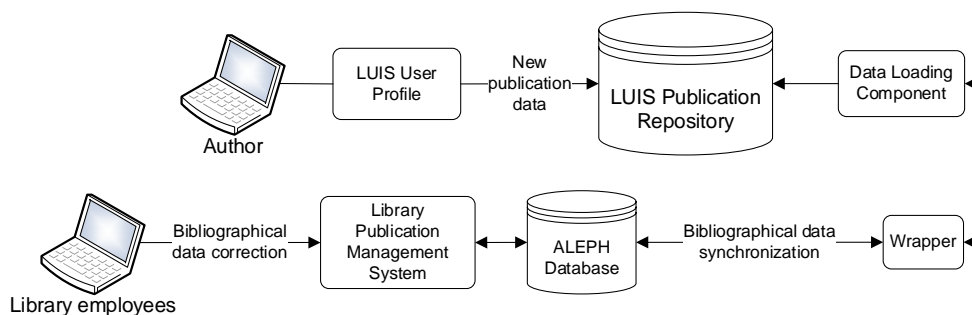 LUIS User
Profile
New
publication
data
LUIS Publication
Repository
Data Loading
Component
Author
Bibliographical
data correction
Library
Publication
Management
System
ALEPH
Database
Bibliographical data
synchronization
Wrapper
Library employees